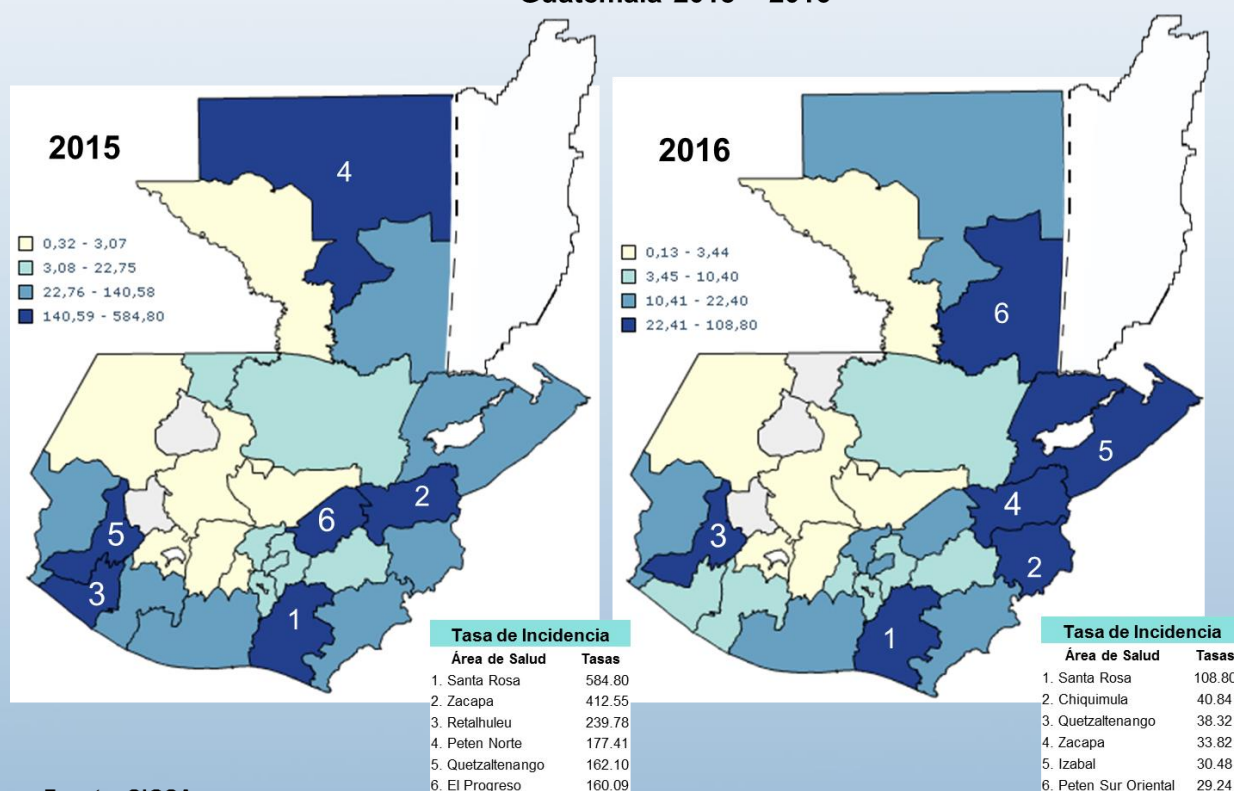 2015
4
0,32 - 3,07
3,08 - 22,75
22,76 - 140,58
140,59 - 584,80
2
6
5
3
1
Tasa de Incidencia
Área de Salud Tasas
1. Santa Rosa 584.80
2. Zacapa 412.55
3. Retalhuleu 239.78
4. Peten Norte 177.41
5. Quetzaltenango 162.10
6. El Progreso 160.09
2016
0,13 - 3,44
3,45 - 10,40
10,41 - 22,40
22,41 - 108,80
6
5
4
3
2
1
Tasa de Incidencia
Área de Salud Tasas
1. Santa Rosa 108.80
2. Chiquimula 40.84
3. Quetzaltenango 38.32
4. Zacapa 33.82
5. Izabal 30.48
6. Peten Sur Oriental 29.24